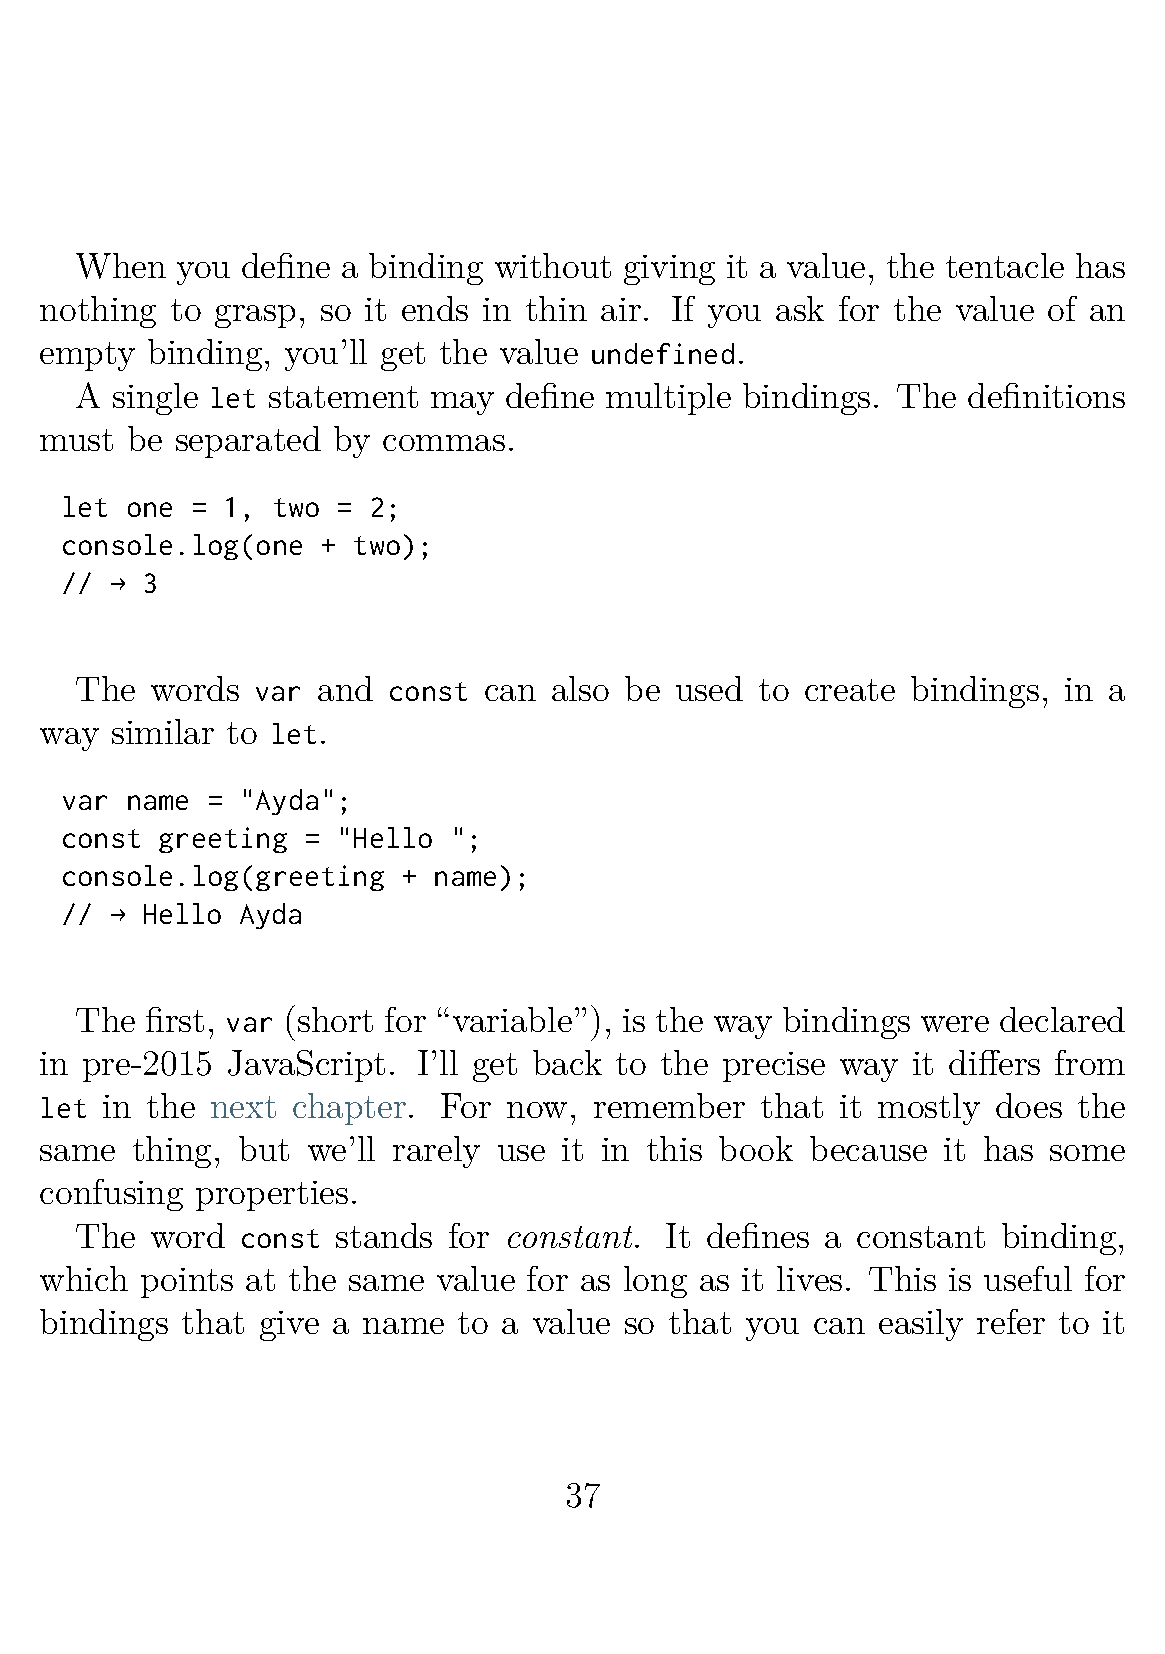 When you define a binding without giving it a value, the tentacle has
nothing to grasp, so it ends in thin air. If you ask for the value of an
empty binding, you’ll get the value undefined.
A single let statement may define multiple bindings. The definitions
must be separated by commas.
let one = 1, two = 2;
console.log(one + two);
// → 3
The words var and const can also be used to create bindings, in a
way similar to let.
var name = "Ayda";
const greeting = "Hello ";
console.log(greeting + name);
// → Hello Ayda
The first, var (short for “variable”), is the way bindings were declared
in pre-2015 JavaScript. I’ll get back to the precise way it differs from
let in the next chapter. For now, remember that it mostly does the
same thing, but we’ll rarely use it in this book because it has some
confusing properties.
The word const stands for constant. It defines a constant binding,
which points at the same value for as long as it lives. This is useful for
bindings that give a name to a value so that you can easily refer to it
37